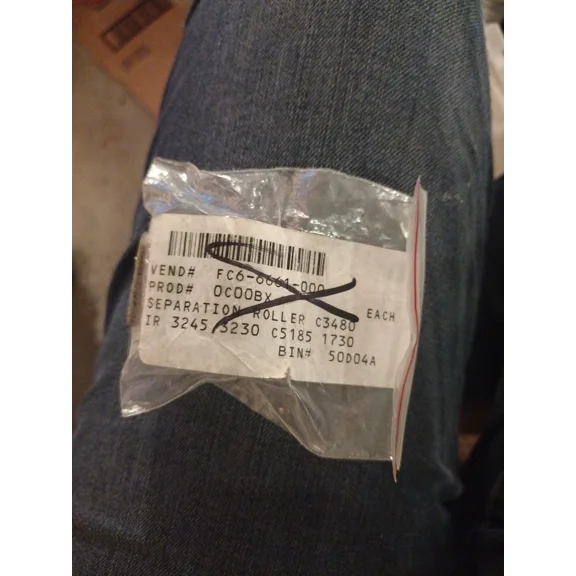 VEND# FC6-6661-000
PROD# 0C00BX EACH
SEPARATION ROLLER C3480
IR 3245 3230 C5185 1730
BIN# 50D04A